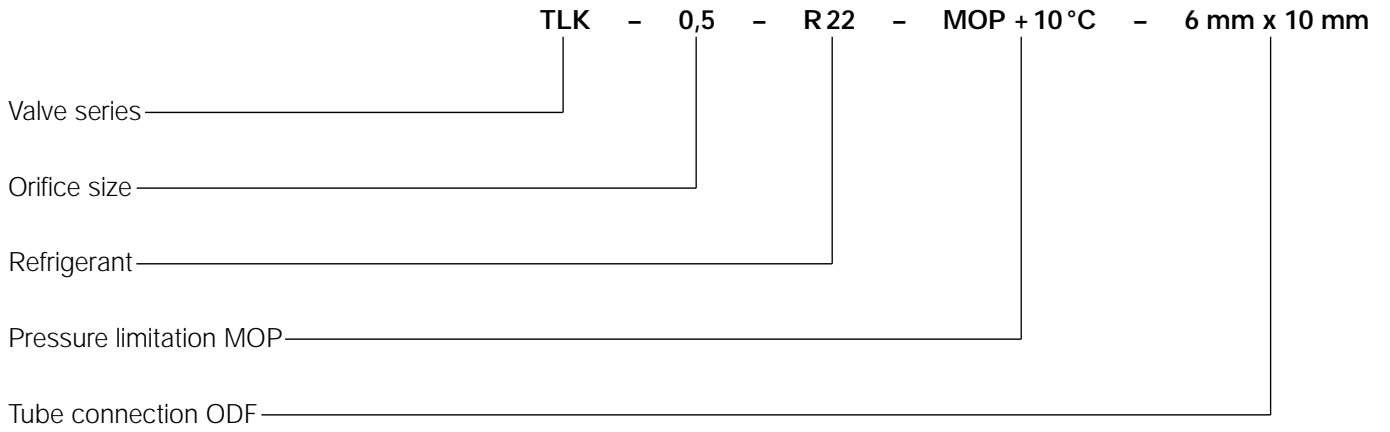 TLK – 0,5 – R 22 – MOP + 10 °C – 6 mm x 10 mm
Valve series
Orifice size
Refrigerant
Pressure limitation MOP
Tube connection ODF